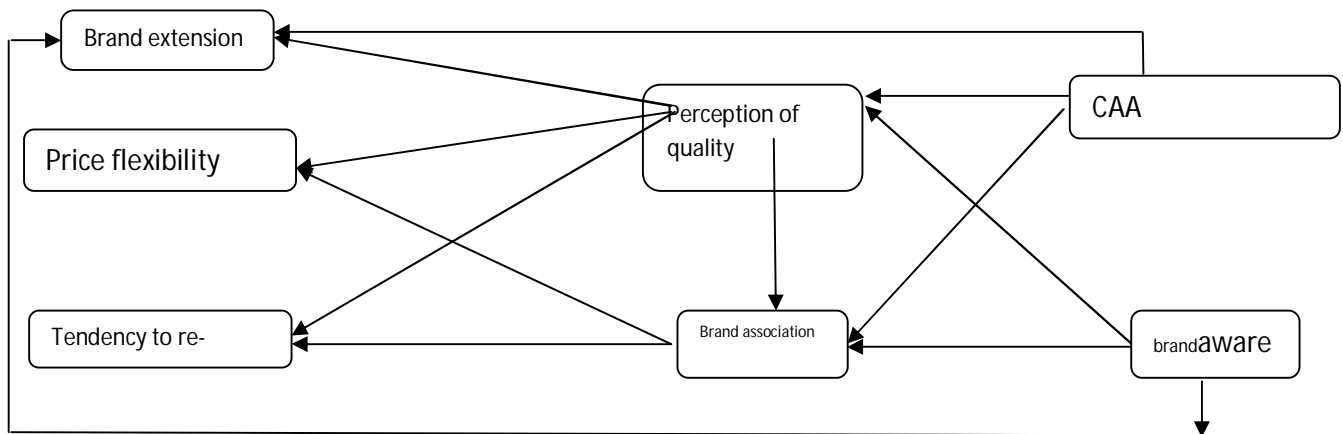 Brand extension
CAA
Perception of
quality
Price flexibility
Tendency to re-
Brand association
brandaware